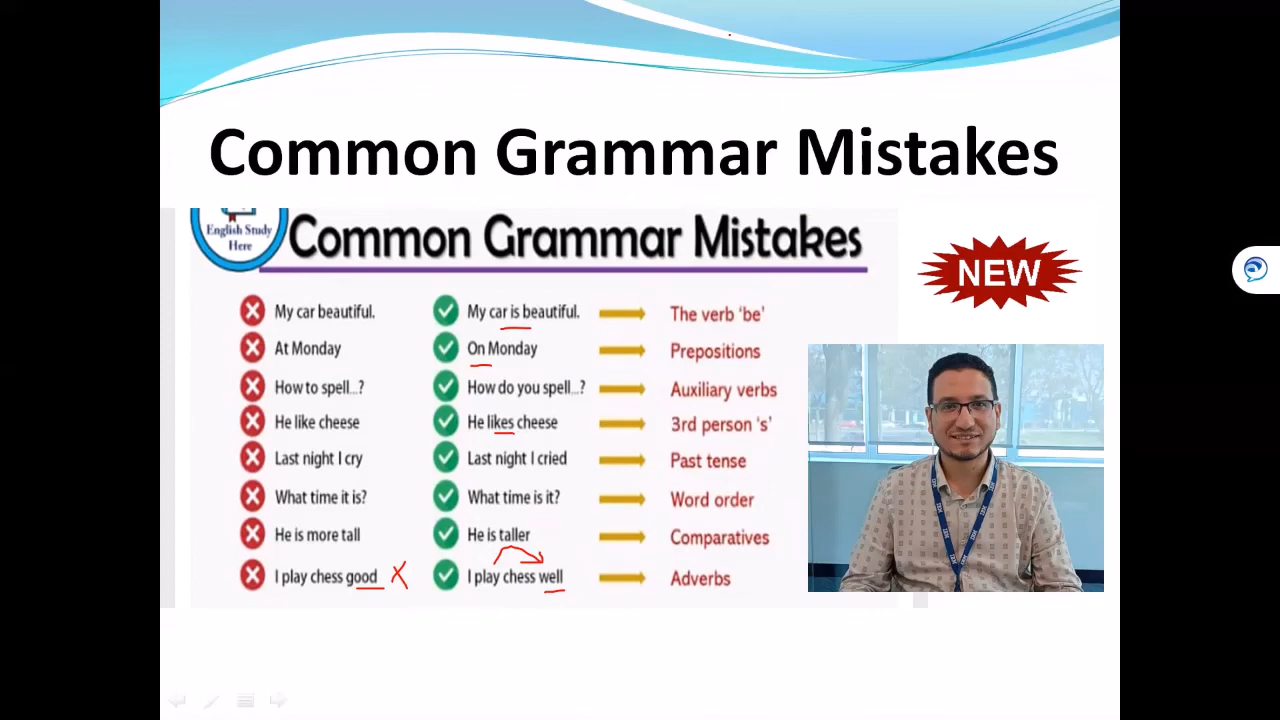 Common Grammar Mistakes
English Study
Here
Common Grammar Mistakes
NEW
My car beautiful. My car is beautiful. The verb ‘be’
At Monday On Monday Prepositions
How to spell...? How do you spell...? Auxiliary verbs
He like cheese He likes cheese 3rd person ‘s’
Last night I cry Last night I cried Past tense
What time it is? What time is it? Word order
He is more tall He is taller Comparatives
I play chess good X I play chess well Adverbs
IBM
IBM
IBM